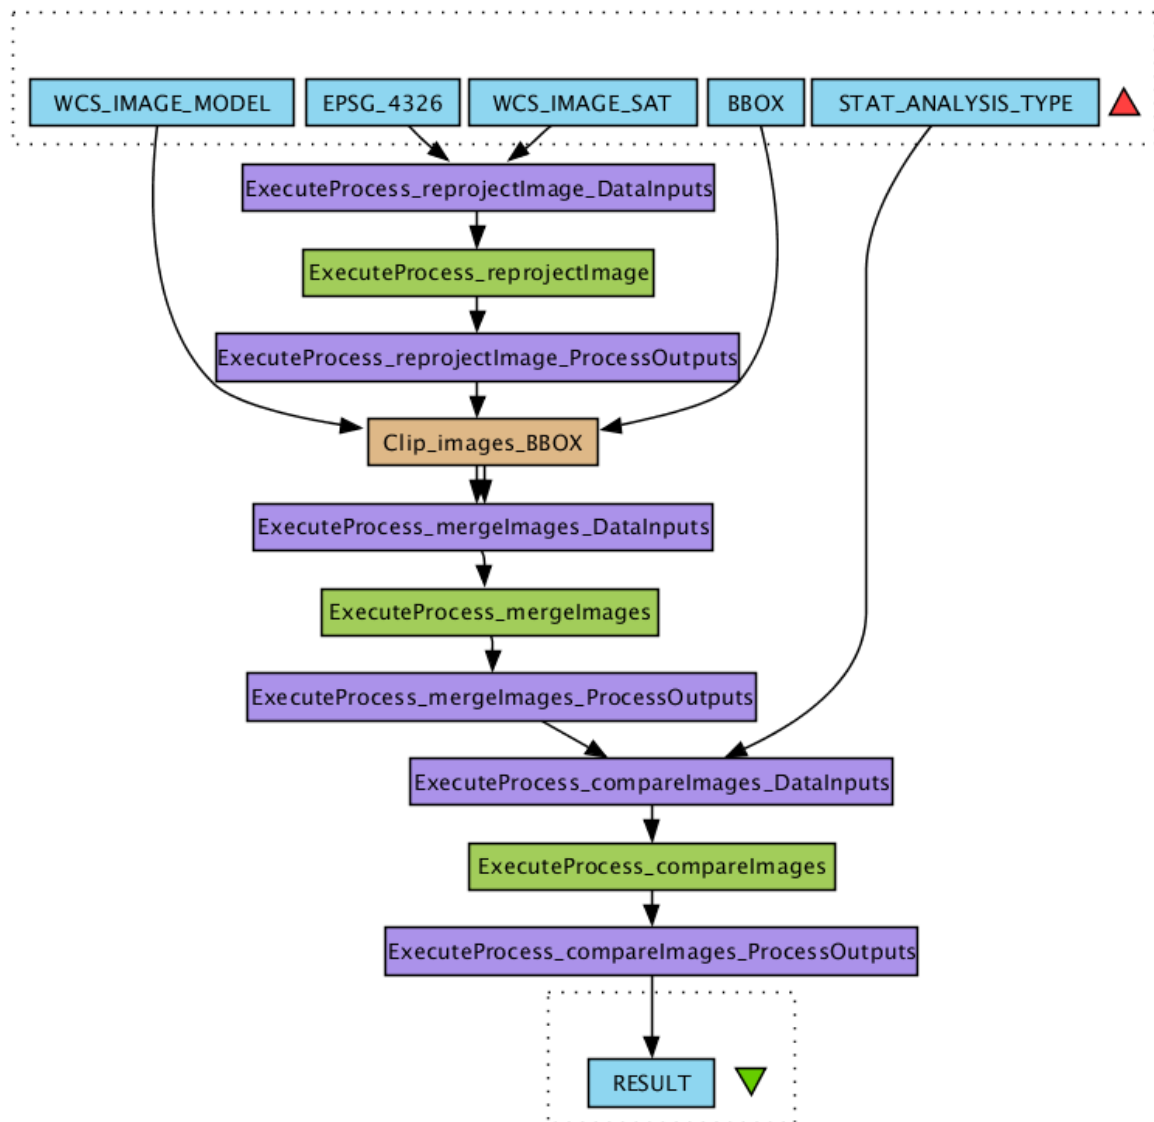 WCS_IMAGE_MODEL
EPSG_4326
WCS_IMAGE_SAT
BBOX
STAT_ANALYSIS_TYPE
ExecuteProcess_reprojectImage_DataInputs
ExecuteProcess_reprojectImage
ExecuteProcess_reprojectImage_ProcessOutputs
Clip_images_BBOX
ExecuteProcess_mergeImages_DataInputs
ExecuteProcess_mergeImages
ExecuteProcess_mergeImages_ProcessOutputs
ExecuteProcess_compareImages_DataInputs
ExecuteProcess_compareImages
ExecuteProcess_compareImages_ProcessOutputs
RESULT